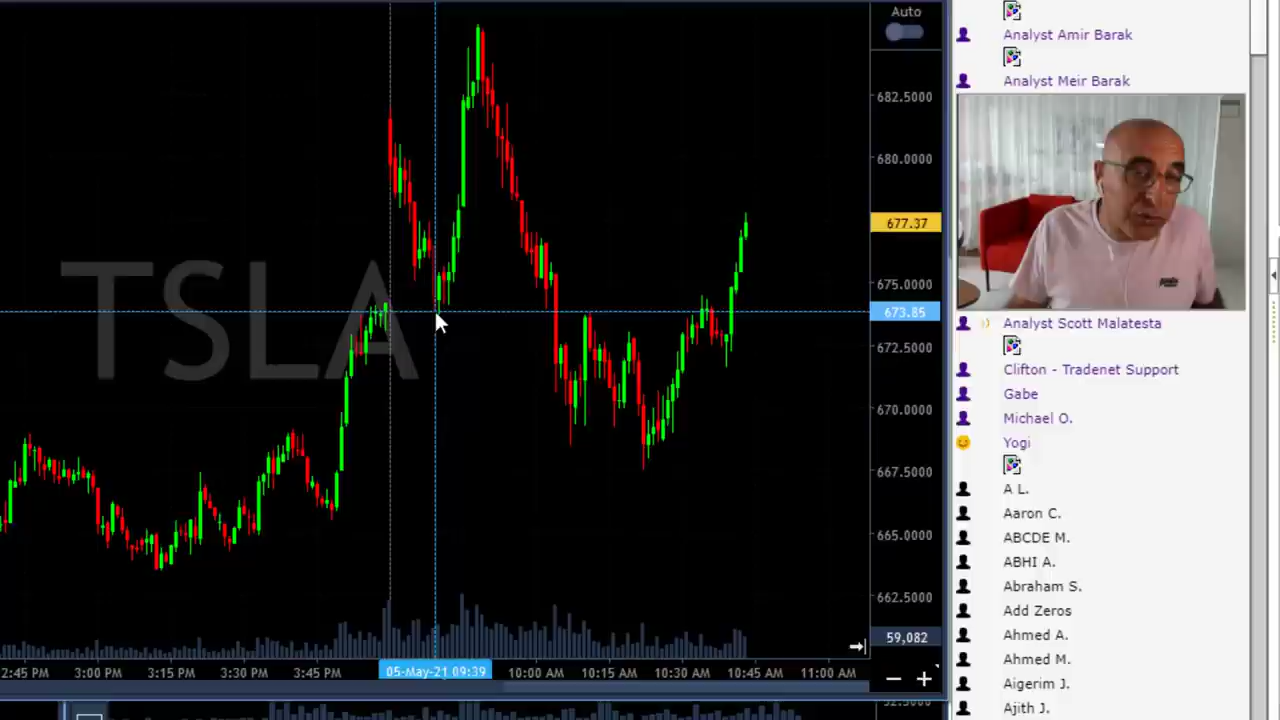 Auto
682.5000
680.0000
677.37
675.0000
673.85
672.5000
670.0000
667.5000
665.0000
662.5000
59,082
TSLA
2:45 PM
3:00 PM
3:15 PM
3:30 PM
3:45 PM
05-May-21 09:39
10:00 AM
10:15 AM
10:30 AM
10:45 AM
11:00 AM
Analyst Amir Barak
Analyst Meir Barak
Analyst Scott Malatesta
Clifton - Tradenet Support
Gabe
Michael O.
Yogi
A L.
Aaron C.
ABCDE M.
ABHI A.
Abraham S.
Add Zeros
Ahmed A.
Ahmed M.
Aigerim J.
Ajith J.